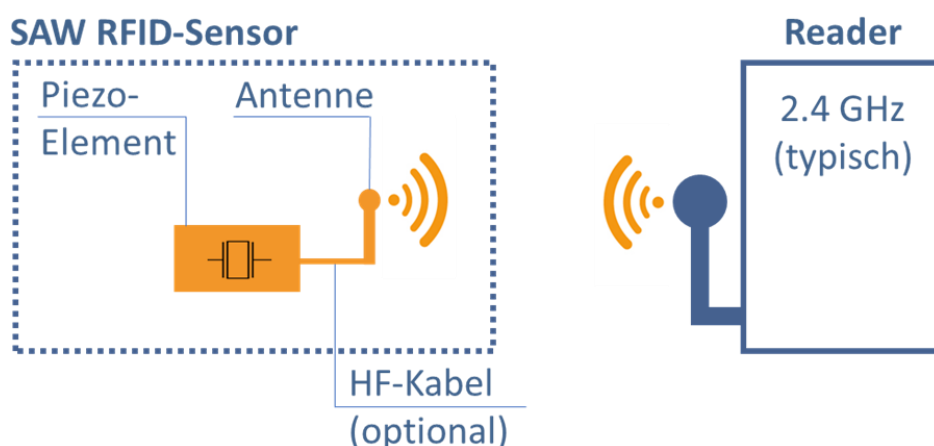 SAW RFID-Sensor
Piezo-
Element
Antenne
HF-Kabel
(optional)
Reader
2.4 GHz
(typisch)